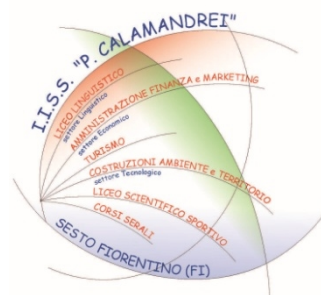 I.I.S.S. "P. CALAMANDREI"
LICEO LINGUISTICO
settore Linguistico
AMMINISTRAZIONE FINANZA e MARKETING
settore Economico
TURISMO
COSTRUZIONI AMBIENTE e TERRITORIO
settore Tecnologico
LICEO SCIENTIFICO SPORTIVO
CORSI SERALI
SESTO FIORENTINO (FI)